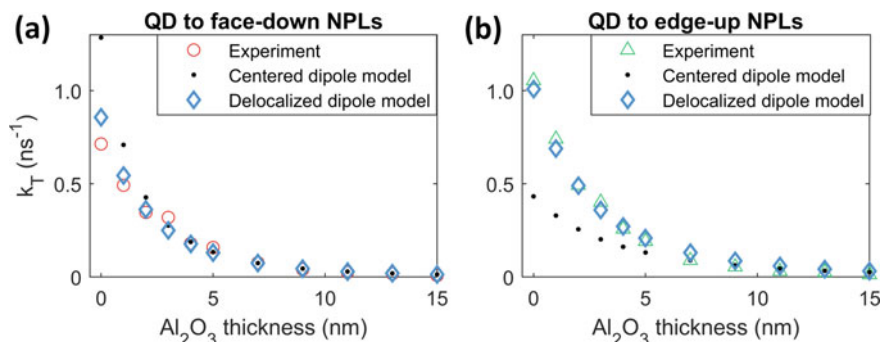 (a) QD to face-down NPLs
Experiment
Centered dipole model
Delocalized dipole model
1.0
0.5
0
k_T (ns⁻¹)
0 5 10 15
Al₂O₃ thickness (nm)
(b) QD to edge-up NPLs
Experiment
Centered dipole model
Delocalized dipole model
1.0
0.5
0
0 5 10 15
Al₂O₃ thickness (nm)